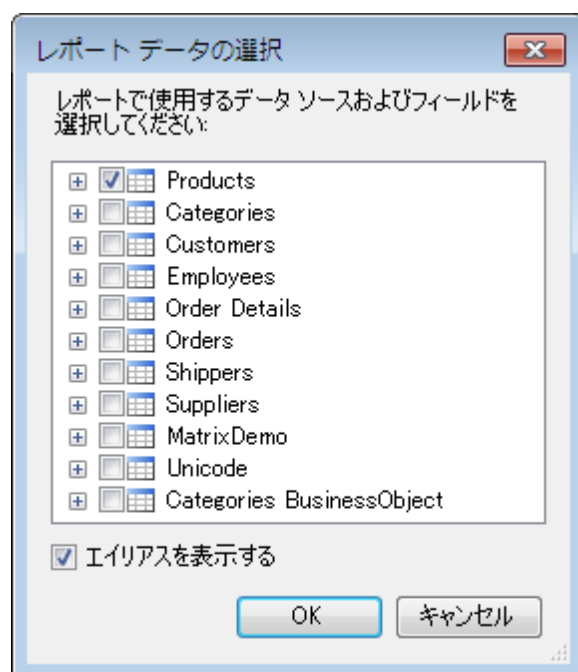 レポート データの選択
レポートで使用するデータ ソースおよびフィールドを
選択してください:
Products
Categories
Customers
Employees
Order Details
Orders
Shippers
Suppliers
MatrixDemo
Unicode
Categories BusinessObject
エイリアスを表示する
OK
キャンセル